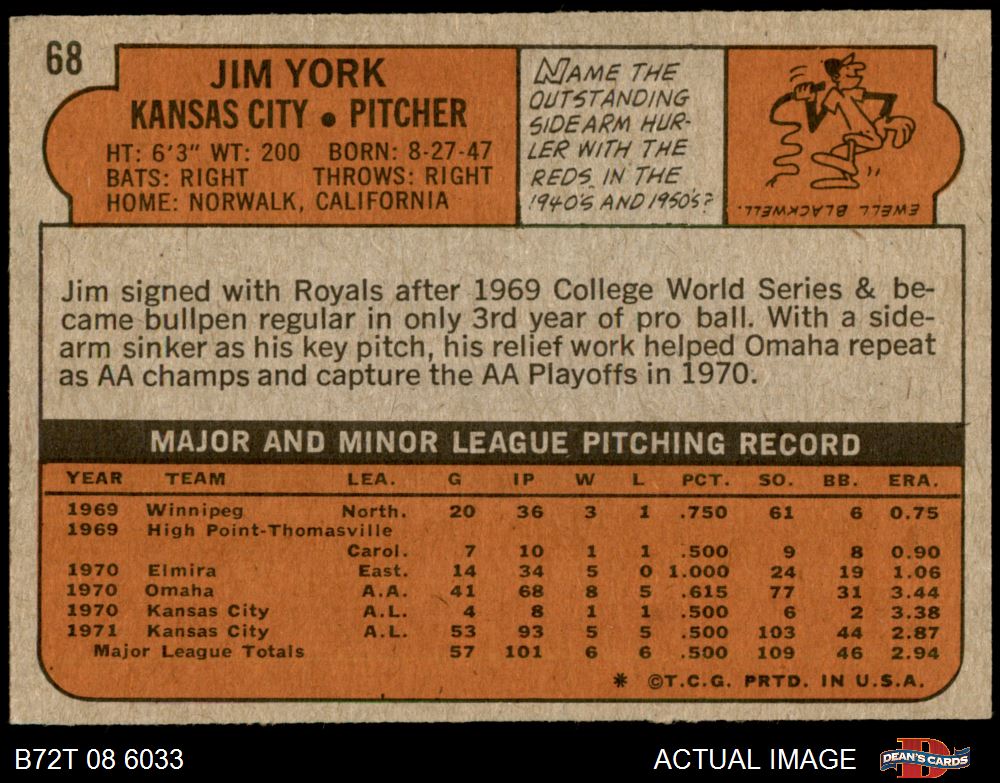 68
JIM YORK
KANSAS CITY • PITCHER
HT: 6'3" WT: 200 BORN: 8-27-47
BATS: RIGHT THROWS: RIGHT
HOME: NORWALK, CALIFORNIA
NAME THE
OUTSTANDING
SIDEARM HUR-
LER WITH THE
REDS IN THE
1940'S AND 1950'S?
EWELL BLACKWELL
Jim signed with Royals after 1969 College World Series & be-
came bullpen regular in only 3rd year of pro ball. With a side-
arm sinker as his key pitch, his relief work helped Omaha repeat
as AA champs and capture the AA Playoffs in 1970.
MAJOR AND MINOR LEAGUE PITCHING RECORD
YEAR TEAM LEA. G IP W L PCT. SO. BB. ERA.
1969 Winnipeg North. 20 36 3 1 .750 61 6 0.75
1969 High Point-Thomasville
Carol. 7 10 1 1 .500 9 8 0.90
1970 Elmira East. 14 34 5 0 1.000 24 19 1.06
1970 Omaha A.A. 41 68 8 5 .615 77 31 3.44
1970 Kansas City A.L. 4 8 1 1 .500 6 2 3.38
1971 Kansas City A.L. 53 93 5 5 .500 103 44 2.87
Major League Totals 57 101 6 6 .500 109 46 2.94
* ©T.C.G. PRTD. IN U.S.A.
B72T 08 6033 ACTUAL IMAGE DEAN'S CARDS